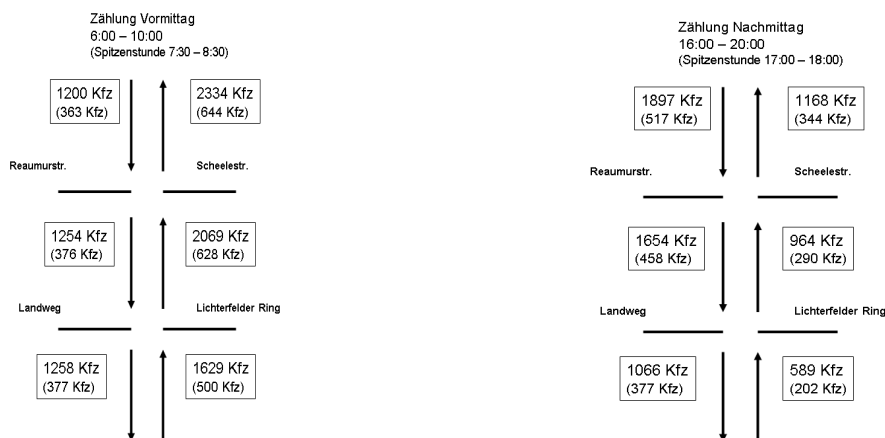 Zählung Vormittag
6:00 – 10:00
(Spitzenstunde 7:30 – 8:30)
1200 Kfz
(363 Kfz)
2334 Kfz
(644 Kfz)
Reaumurstr.
Scheelestr.
1254 Kfz
(376 Kfz)
2069 Kfz
(628 Kfz)
Landweg
Lichterfelder Ring
1258 Kfz
(377 Kfz)
1629 Kfz
(500 Kfz)
Zählung Nachmittag
16:00 – 20:00
(Spitzenstunde 17:00 – 18:00)
1897 Kfz
(517 Kfz)
1168 Kfz
(344 Kfz)
Reaumurstr.
Scheelestr.
1654 Kfz
(458 Kfz)
964 Kfz
(290 Kfz)
Landweg
Lichterfelder Ring
1066 Kfz
(377 Kfz)
589 Kfz
(202 Kfz)